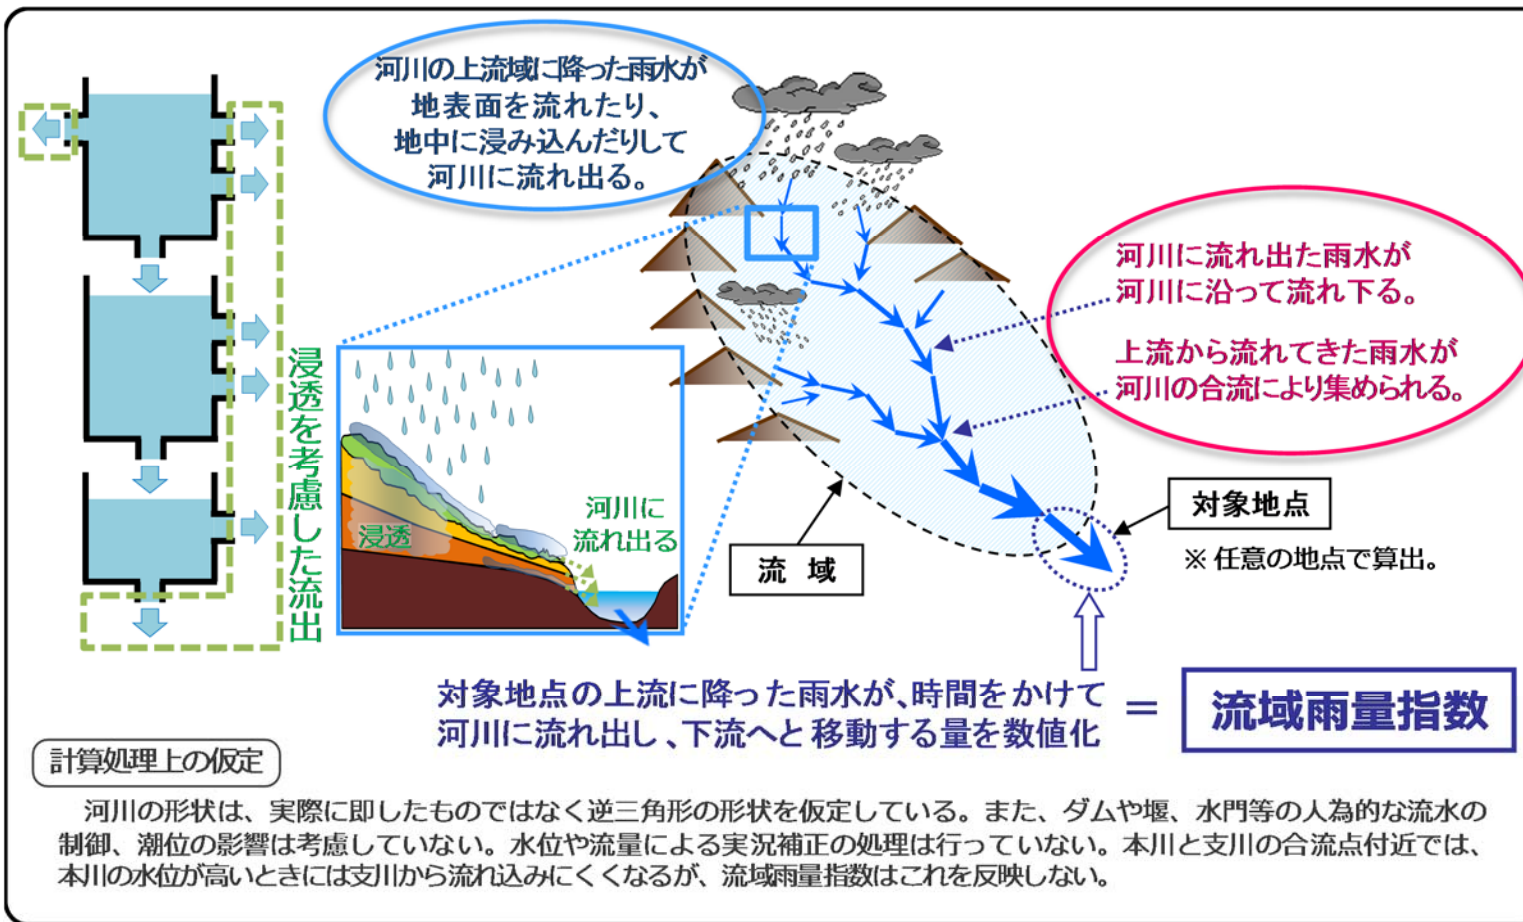 河川の上流域に降った雨水が
地表面を流れたり、
地中に浸み込んだりして
河川に流れ出る。
河川に流れ出た雨水が
河川に沿って流れ下る。
上流から流れてきた雨水が
河川の合流により集められる。
浸透を考慮した流出
浸透
河川に
流れ出る
流域
対象地点
※ 任意の地点で算出。
対象地点の上流に降った雨水が、時間をかけて
河川に流れ出し、下流へと移動する量を数値化
=
流域雨量指数
計算処理上の仮定
河川の形状は、実際に即したものではなく逆三角形の形状を仮定している。また、ダムや堰、水門等の人為的な流水の
制御、潮位の影響は考慮していない。水位や流量による実況補正の処理は行っていない。本川と支川の合流点付近では、
本川の水位が高いときには支川から流れ込みにくくなるが、流域雨量指数はこれを反映しない。